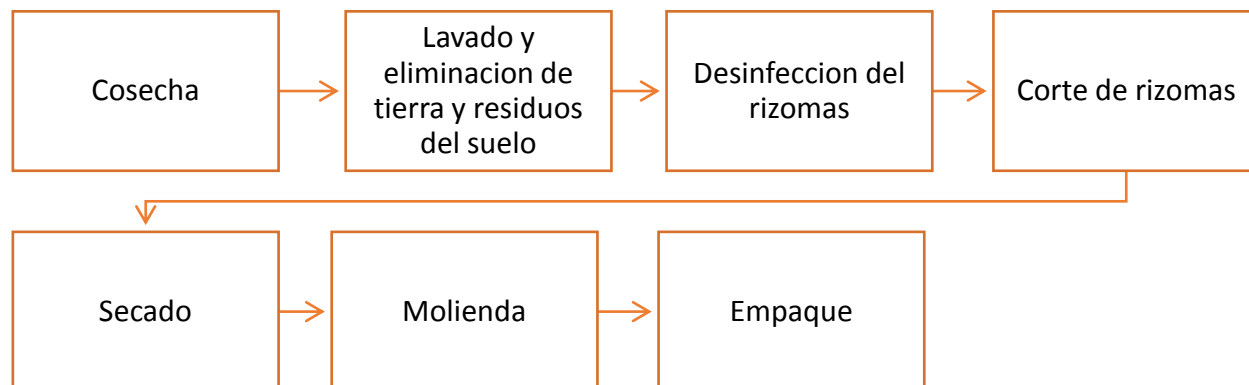 Cosecha
Lavado y
eliminacion de
tierra y residuos
del suelo
Desinfeccion del
rizomas
Corte de rizomas
Secado
Molienda
Empaque